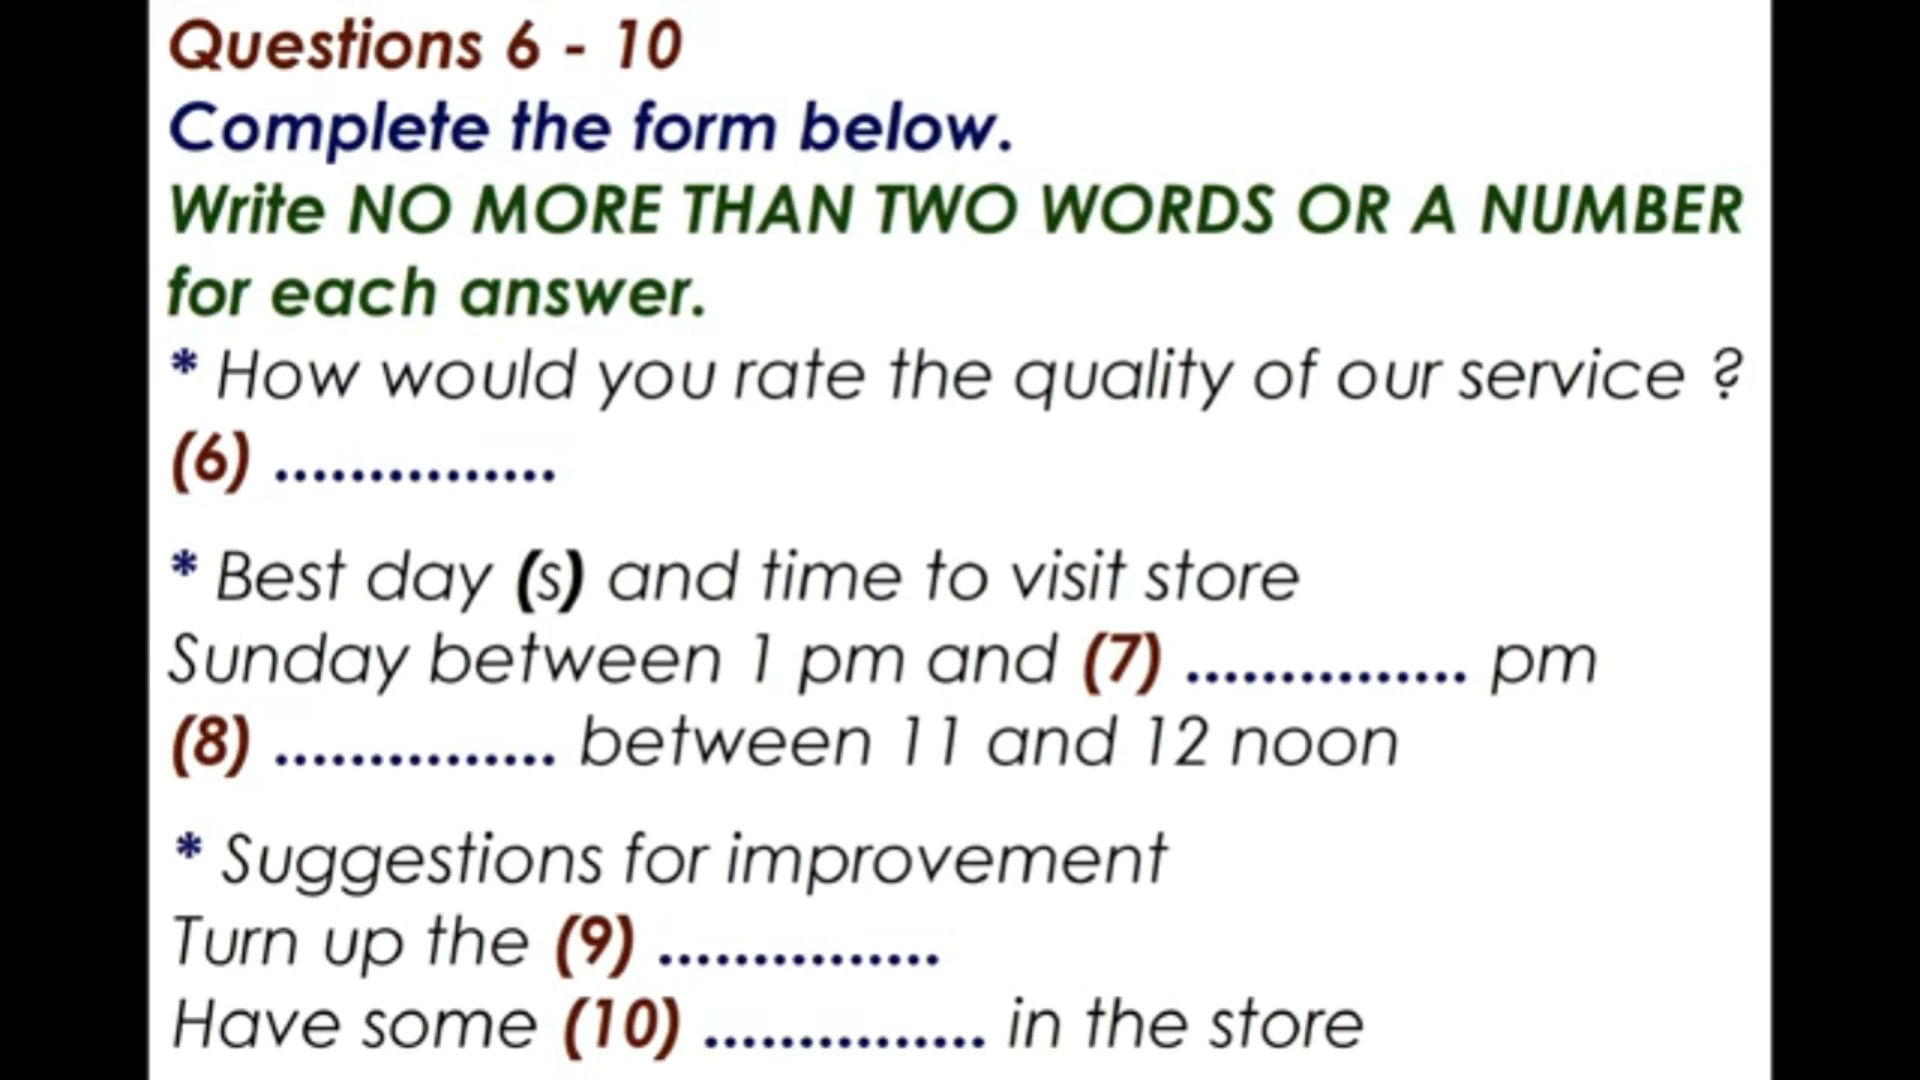 Questions 6 - 10
Complete the form below.
Write NO MORE THAN TWO WORDS OR A NUMBER
for each answer.
* How would you rate the quality of our service ?
(6) ...............
* Best day (s) and time to visit store
Sunday between 1 pm and (7) ............... pm
(8) ............... between 11 and 12 noon
* Suggestions for improvement
Turn up the (9) ...............
Have some (10) ............... in the store